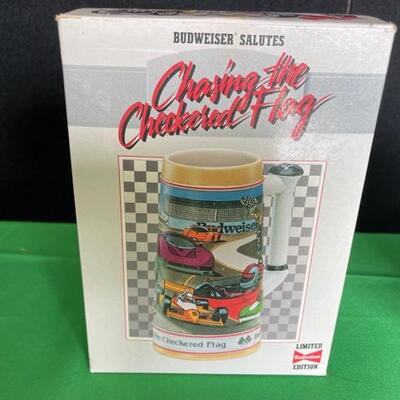 BUDWEISER® SALUTES
Chasing the
Checkered Flag
Budweiser
Checkered Flag
LIMITED
Budweiser
EDITION